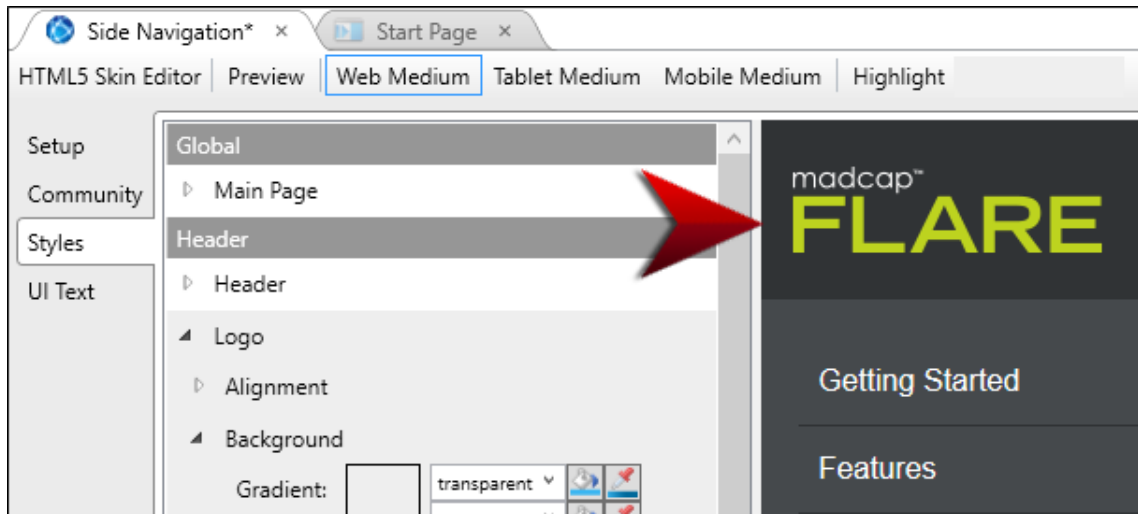 Side Navigation* × Start Page ×
HTML5 Skin Editor Preview Web Medium Tablet Medium Mobile Medium Highlight
Setup
Community
Styles
UI Text
Global
Main Page
Header
Header
Logo
Alignment
Background
Gradient: transparent
madcap™
FLARE
Getting Started
Features